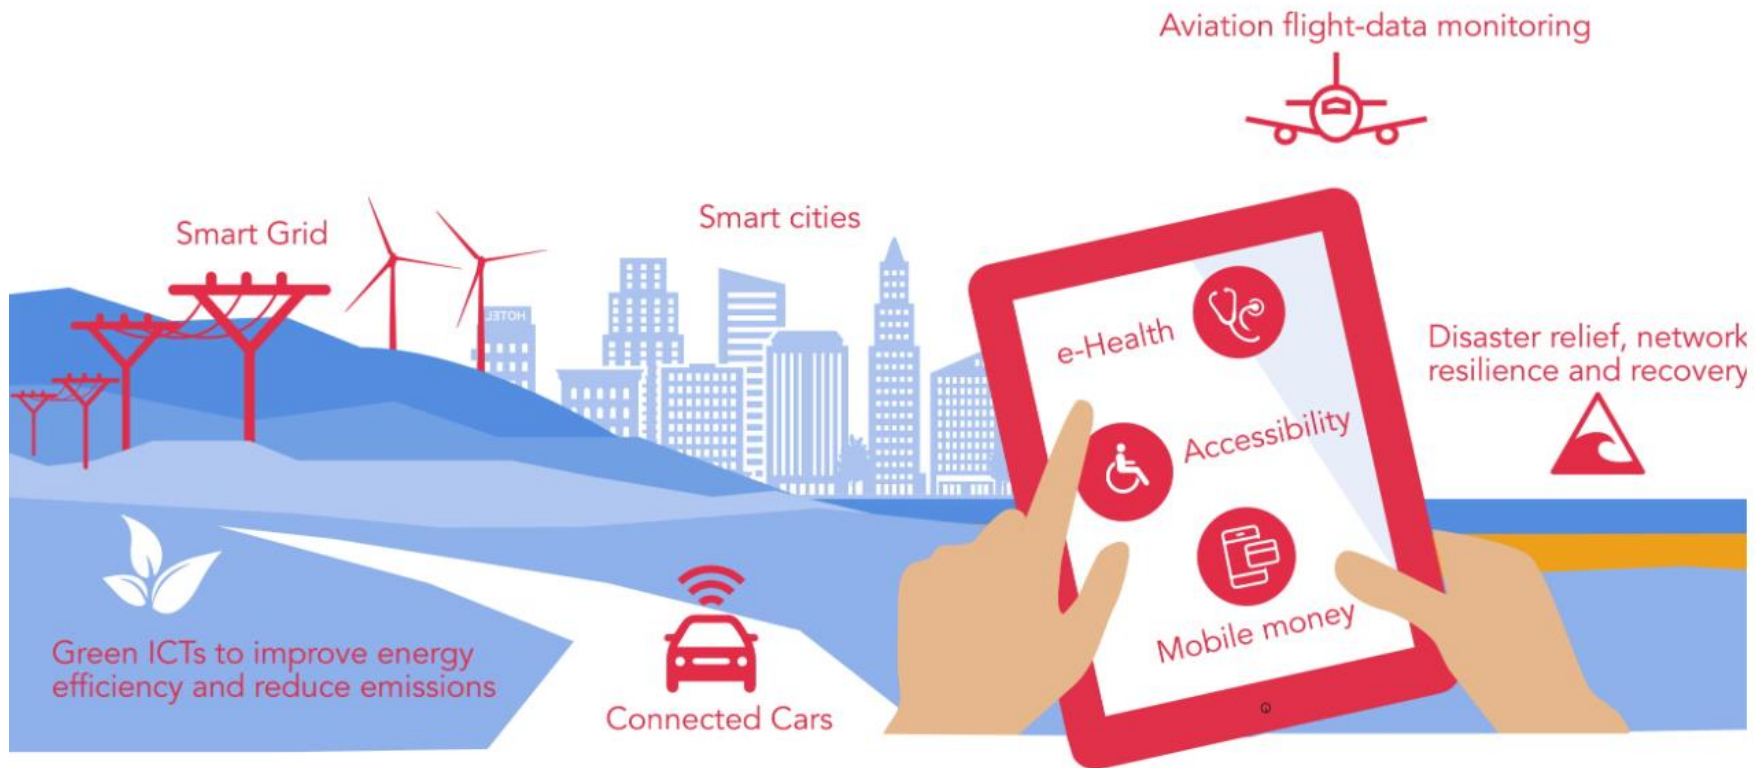 Aviation flight-data monitoring
Smart Grid
Smart cities
HOTEL
e-Health
Disaster relief, network
resilience and recovery
Accessibility
Mobile money
Green ICTs to improve energy
efficiency and reduce emissions
Connected Cars